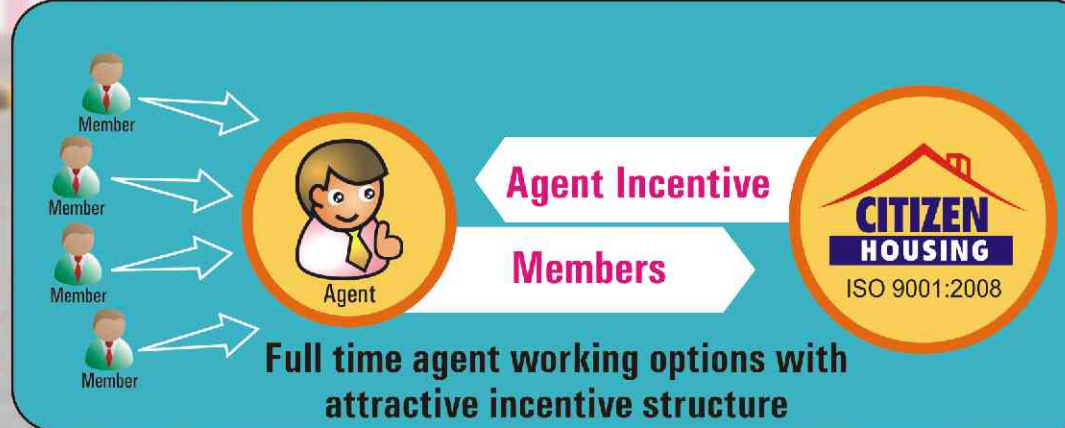 Member
Member
Member
Member
Agent
Agent Incentive
Members
CITIZEN
HOUSING
ISO 9001:2008
Full time agent working options with
attractive incentive structure